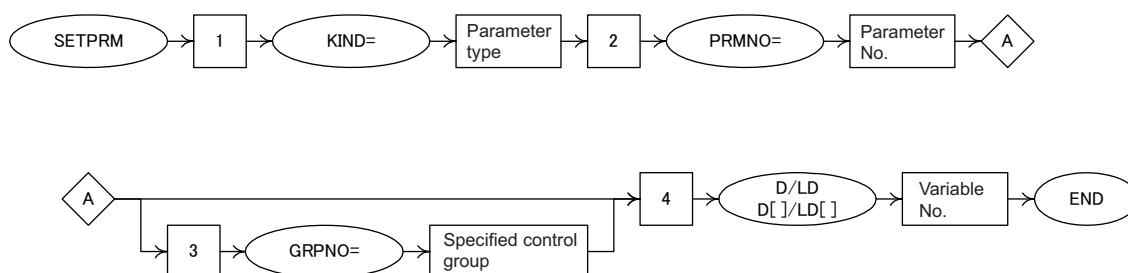 SETPRM
1
KIND=
Parameter
type
2
PRMNO=
Parameter
No.
A
A
4
D/LD
D[]/LD[]
Variable
No.
END
3
GRPNO=
Specified control
group